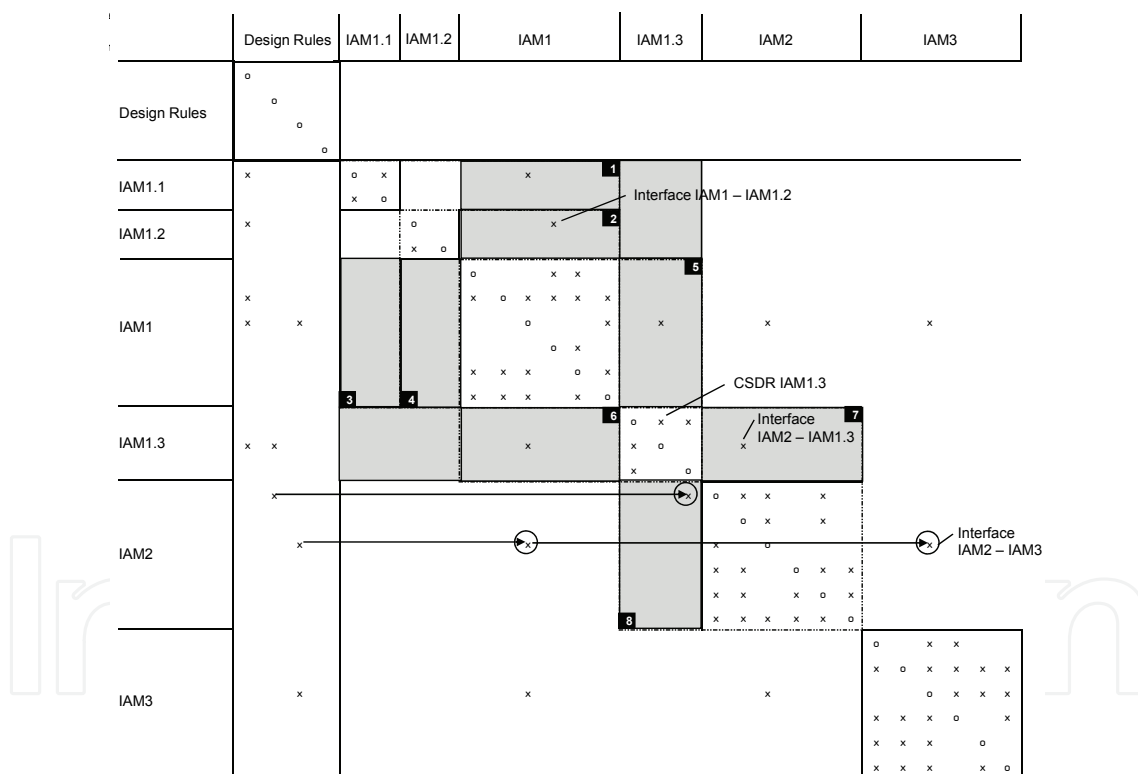 Design Rules IAM1.1 IAM1.2 IAM1 IAM1.3 IAM2 IAM3
o
o
Design Rules
o
o
1
x o x x
IAM1.1
x o
Interface IAM1 – IAM1.2
x o x 2
IAM1.2
x o
5
o x x
x x o x x x x
IAM1 x x o x x x x
o x
x x x o x
CSDR IAM1.3
3 4 x x x x o
6 o x x Interface 7
IAM1.3 x x x x o x IAM2 – IAM1.3
x o
x x o x x x
o x x
Interface
IAM2 x x x o x IAM2 – IAM3
x x o x x
x x x o x
8 x x x x x o
o x x
x o x x x x
IAM3 x x x o x x x
x x x o x
x x x o
x x x x o